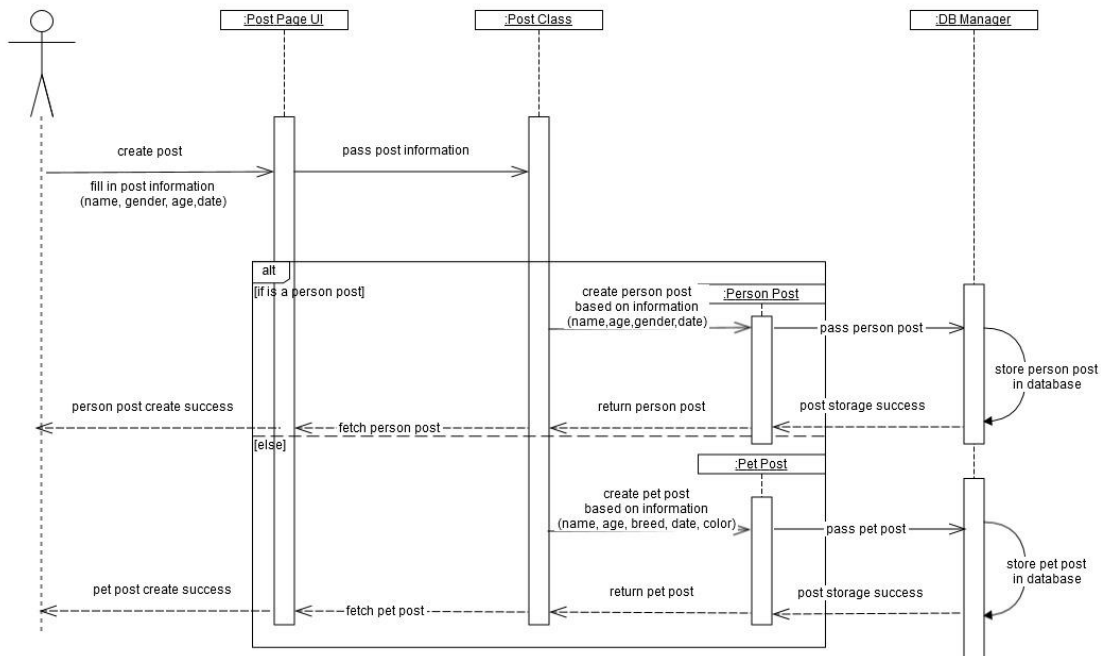 :Post Page UI
:Post Class
:DB Manager
create post
pass post information
fill in post information
(name, gender, age,date)
alt
[if is a person post]
create person post
based on information
(name,age,gender,date)
:Person Post
pass person post
store person post
in database
person post create success
fetch person post
return person post
post storage success
[else]
:Pet Post
create pet post
based on information
(name, age, breed, date, color)
pass pet post
store pet post
in database
pet post create success
fetch pet post
return pet post
post storage success